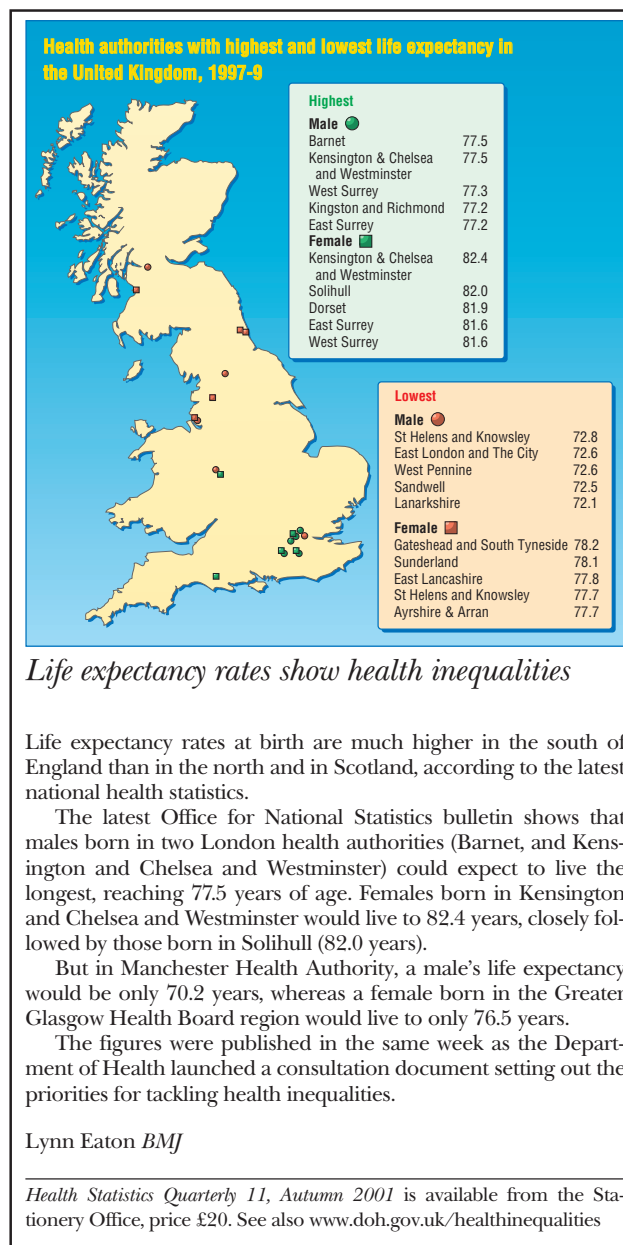 Health authorities with highest and lowest life expectancy in
the United Kingdom, 1997-9
Highest
Male
Barnet 77.5
Kensington & Chelsea 77.5
and Westminster
West Surrey 77.3
Kingston and Richmond 77.2
East Surrey 77.2
Female
Kensington & Chelsea 82.4
and Westminster
Solihull 82.0
Dorset 81.9
East Surrey 81.6
West Surrey 81.6
Lowest
Male
St Helens and Knowsley 72.8
East London and The City 72.6
West Pennine 72.6
Sandwell 72.5
Lanarkshire 72.1
Female
Gateshead and South Tyneside 78.2
Sunderland 78.1
East Lancashire 77.8
St Helens and Knowsley 77.7
Ayrshire & Arran 77.7
Life expectancy rates show health inequalities
Life expectancy rates at birth are much higher in the south of
England than in the north and in Scotland, according to the latest
national health statistics.
The latest Office for National Statistics bulletin shows that
males born in two London health authorities (Barnet, and Kens-
ington and Chelsea and Westminster) could expect to live the
longest, reaching 77.5 years of age. Females born in Kensington
and Chelsea and Westminster would live to 82.4 years, closely fol-
lowed by those born in Solihull (82.0 years).
But in Manchester Health Authority, a male's life expectancy
would be only 70.2 years, whereas a female born in the Greater
Glasgow Health Board region would live to only 76.5 years.
The figures were published in the same week as the Depart-
ment of Health launched a consultation document setting out the
priorities for tackling health inequalities.
Lynn Eaton BMJ
Health Statistics Quarterly 11, Autumn 2001 is available from the Sta-
tionery Office, price £20. See also www.doh.gov.uk/healthinequalities